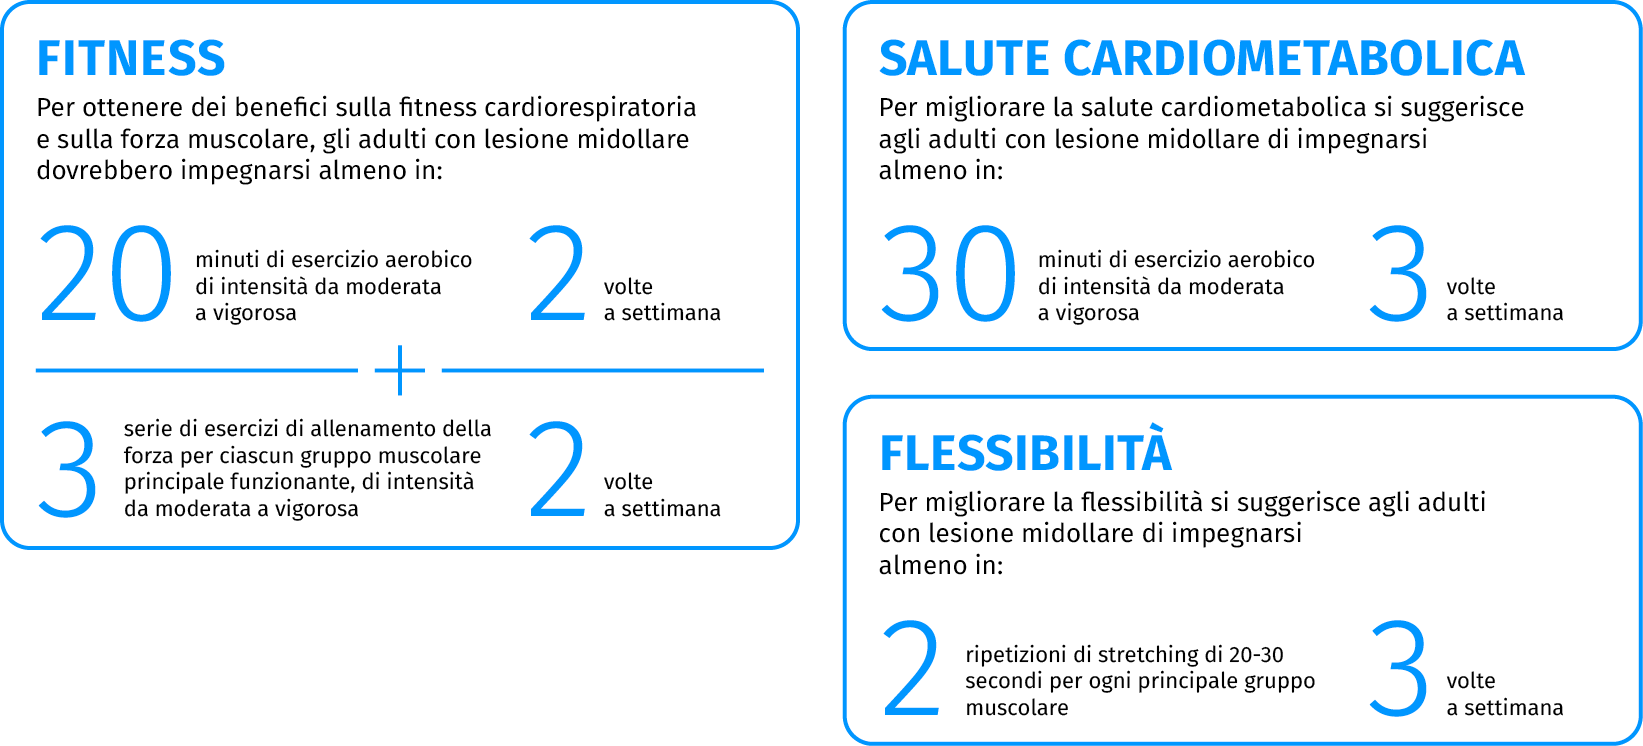 FITNESS
Per ottenere dei benefici sulla fitness cardiorespiratoria
e sulla forza muscolare, gli adulti con lesione midollare
dovrebbero impegnarsi almeno in:
20
minuti di esercizio aerobico
di intensità da moderata
a vigorosa
2
volte
a settimana
+
3
serie di esercizi di allenamento della
forza per ciascun gruppo muscolare
principale funzionante, di intensità
da moderata a vigorosa
2
volte
a settimana
SALUTE CARDIOMETABOLICA
Per migliorare la salute cardiometabolica si suggerisce
agli adulti con lesione midollare di impegnarsi
almeno in:
30
minuti di esercizio aerobico
di intensità da moderata
a vigorosa
3
volte
a settimana
FLESSIBILITÀ
Per migliorare la flessibilità si suggerisce agli adulti
con lesione midollare di impegnarsi
almeno in:
2
ripetizioni di stretching di 20-30
secondi per ogni principale gruppo
muscolare
3
volte
a settimana